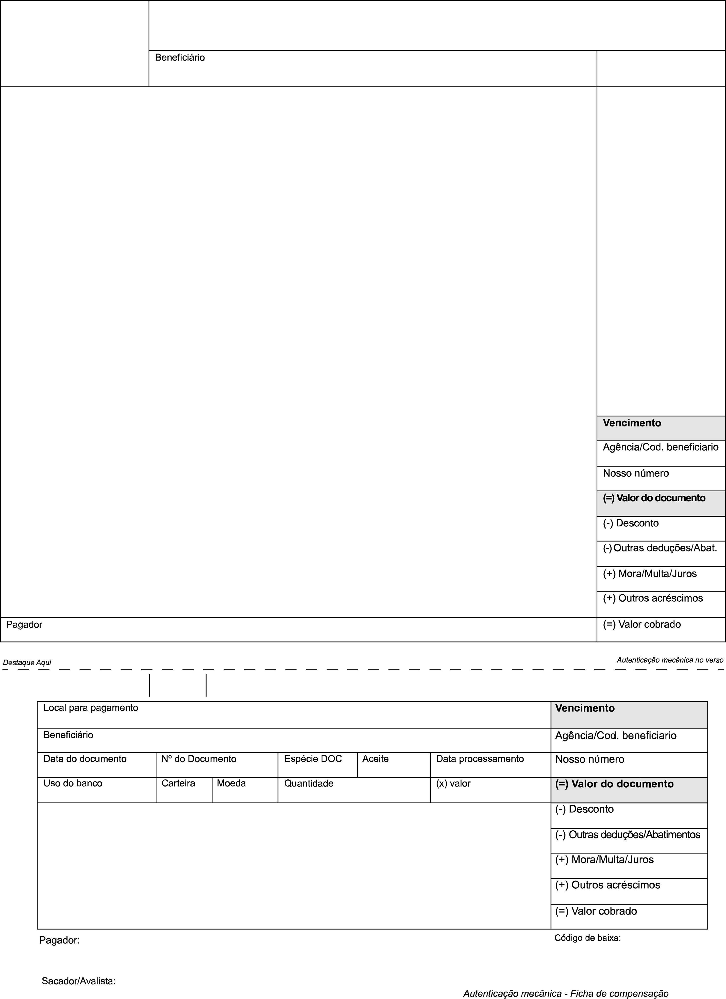 Beneficiário
Vencimento
Agência/Cod. beneficiario
Nosso número
(=) Valor do documento
(-) Desconto
(-) Outras deduções/Abat.
(+) Mora/Multa/Juros
(+) Outros acréscimos
Pagador
(=) Valor cobrado
Destaque Aqui
Autenticação mecânica no verso
Local para pagamento
Vencimento
Beneficiário
Agência/Cod. beneficiario
Data do documento
Nº do Documento
Espécie DOC
Aceite
Data processamento
Nosso número
Uso do banco
Carteira
Moeda
Quantidade
(x) valor
(=) Valor do documento
(-) Desconto
(-) Outras deduções/Abatimentos
(+) Mora/Multa/Juros
(+) Outros acréscimos
(=) Valor cobrado
Pagador:
Código de baixa:
Sacador/Avalista:
Autenticação mecânica - Ficha de compensação